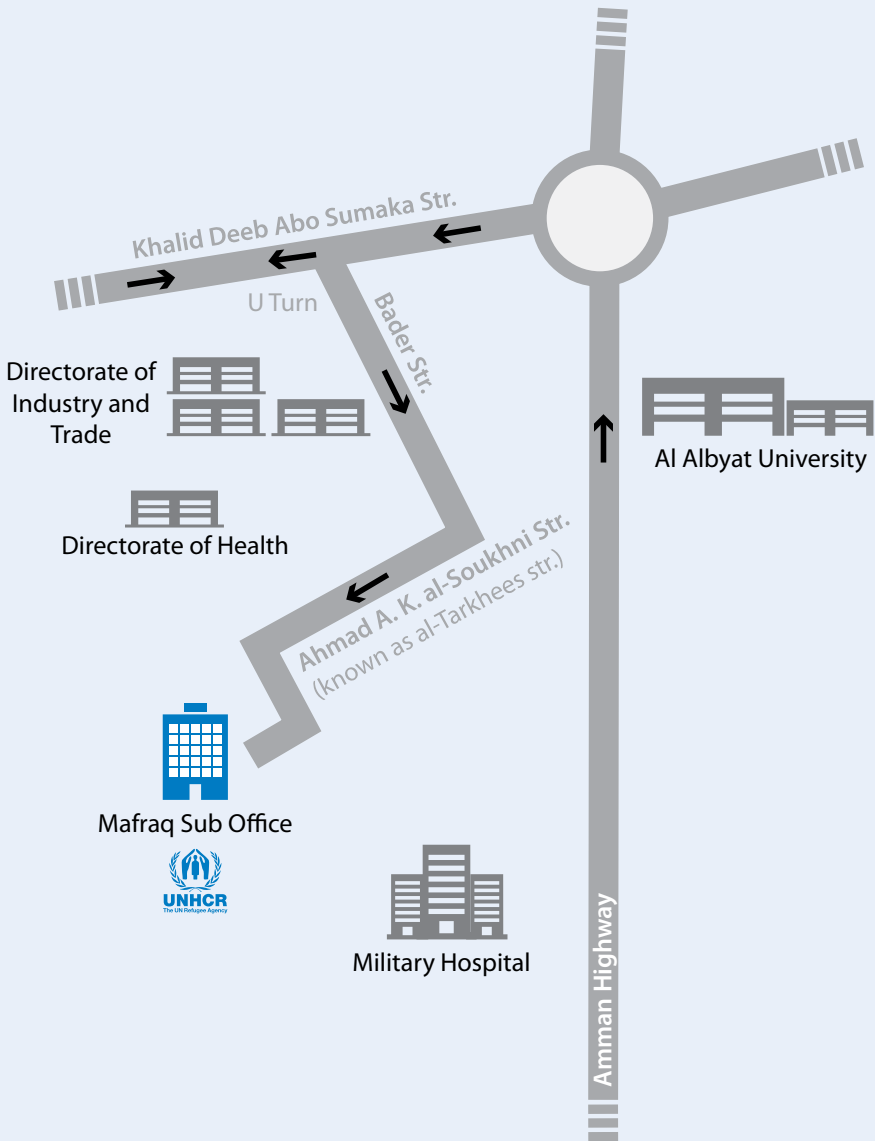 Khalid Deeb Abo Sumaka Str.
U Turn
Bader Str.
Directorate of
Industry and
Trade
Al Albyat University
Directorate of Health
Ahmad A. K. al-Soukhni Str.
(known as al-Tarkhees str.)
Mafraq Sub Office
UNHCR
The UN Refugee Agency
Military Hospital
Amman Highway